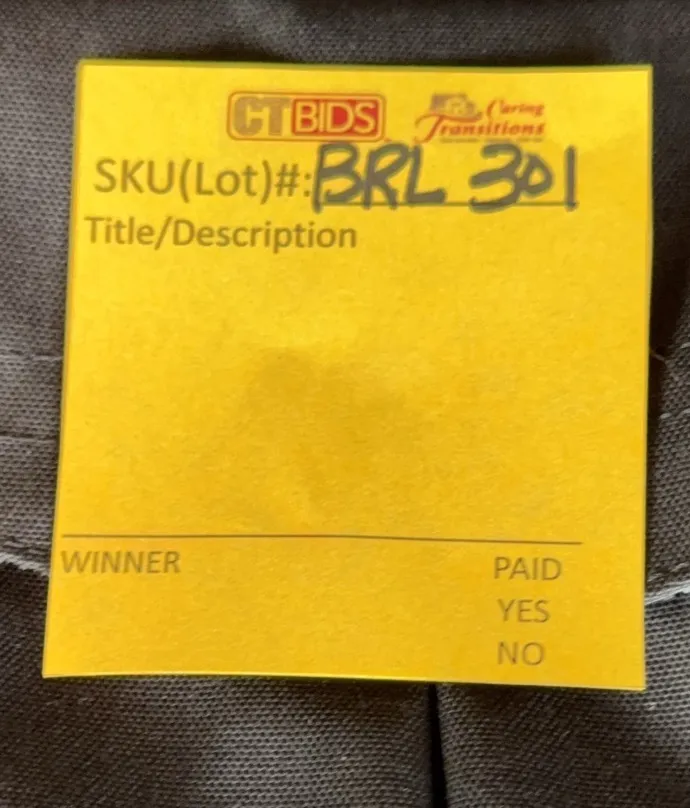 CTBIDS Caring Transitions
SKU(Lot)#: BRL 301
Title/Description
WINNER PAID
YES
NO